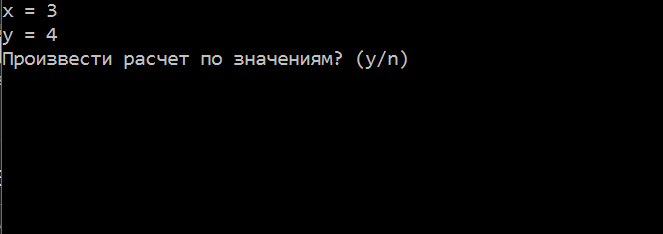 x = 3
y = 4
Произвести расчет по значениям? (y/n)